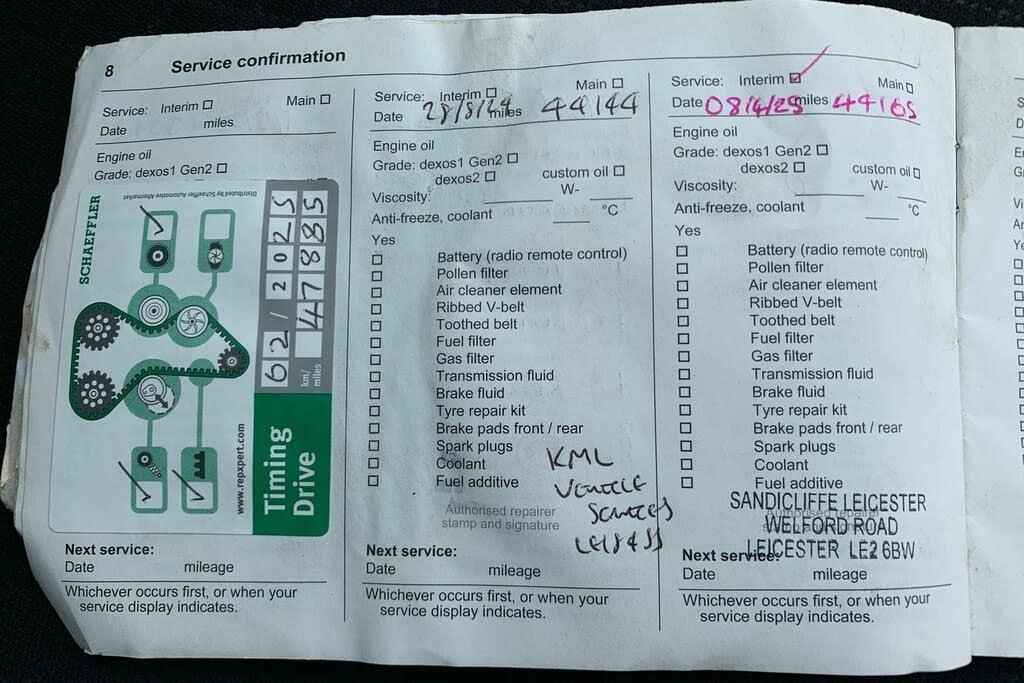 8
Service confirmation
Service: Interim Main
Date miles
Engine oil
Grade: dexos1 Gen2
Distributed by Schaeffler Automotive Aftermarket
SCHAEFFLER
62/2025
47885
km/
miles
www.repxpert.com
Timing
Drive
Next service:
Date mileage
Whichever occurs first, or when your
service display indicates.
Service: Interim Main
Date 28/8/24 miles 44144
Engine oil
Grade: dexos1 Gen2
dexos2 custom oil
Viscosity: W-
Anti-freeze, coolant °C
Yes
Battery (radio remote control)
Pollen filter
Air cleaner element
Ribbed V-belt
Toothed belt
Fuel filter
Gas filter
Transmission fluid
Brake fluid
Tyre repair kit
Brake pads front / rear
Spark plugs
Coolant
Fuel additive
KML
VEHICLE
SERVICES
Authorised repairer
stamp and signature
Next service:
Date mileage
Whichever occurs first, or when your
service display indicates.
Service: Interim Main
Date 08/4/25 miles 44165
Engine oil
Grade: dexos1 Gen2
dexos2 custom oil
Viscosity: W-
Anti-freeze, coolant °C
Yes
Battery (radio remote control)
Pollen filter
Air cleaner element
Ribbed V-belt
Toothed belt
Fuel filter
Gas filter
Transmission fluid
Brake fluid
Tyre repair kit
Brake pads front / rear
Spark plugs
Coolant
Fuel additive
SANDICLIFFE LEICESTER
Authorised repairer
WELFORD ROAD
LEICESTER LE2 6BW
Next service:
Date mileage
Whichever occurs first, or when your
service display indicates.